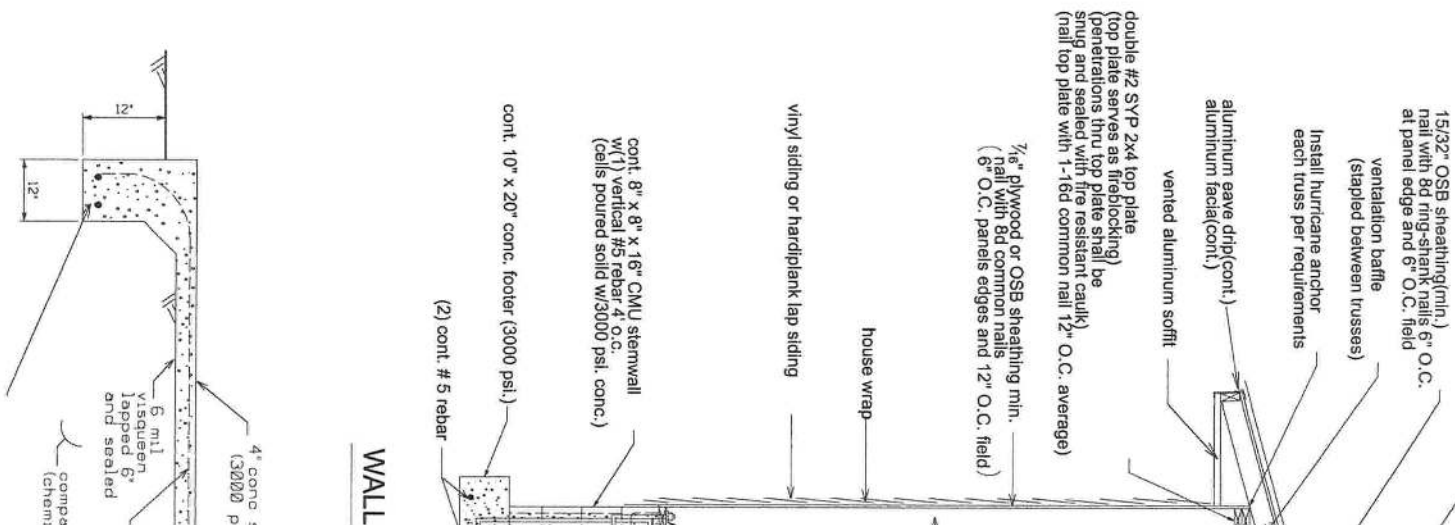 15/32" OSB sheathing(min.)
nail with 8d ring-shank nails 6" O.C.
at panel edge and 6" O.C. field
ventalation baffle
(stapled between trusses)
Install hurricane anchor
each truss per requirements
aluminum eave drip(cont.)
aluminum facia(cont.)
vented aluminum soffit
double #2 SYP 2x4 top plate
(top plate serves as fireblocking)
(penetrations thru top plate shall be
snug and sealed with fire resistant caulk)
(nail top plate with 1-16d common nail 12" O.C. average)
7/16" plywood or OSB sheathing min.
nail with 8d common nails
( 6" O.C. panels edges and 12" O.C. field )
house wrap
vinyl siding or hardiplank lap siding
cont. 8" x 8" x 16" CMU stemwall
w(1) vertical #5 rebar 4' o.c.
(cells poured soild w/3000 psi. conc.)
cont. 10" x 20" conc. footer (3000 psi.)
(2) cont. # 5 rebar
WALL
12"
12"
4" conc s
(3000 p
6 mil
visqueen
lapped 6"
and sealed
compa
(chem